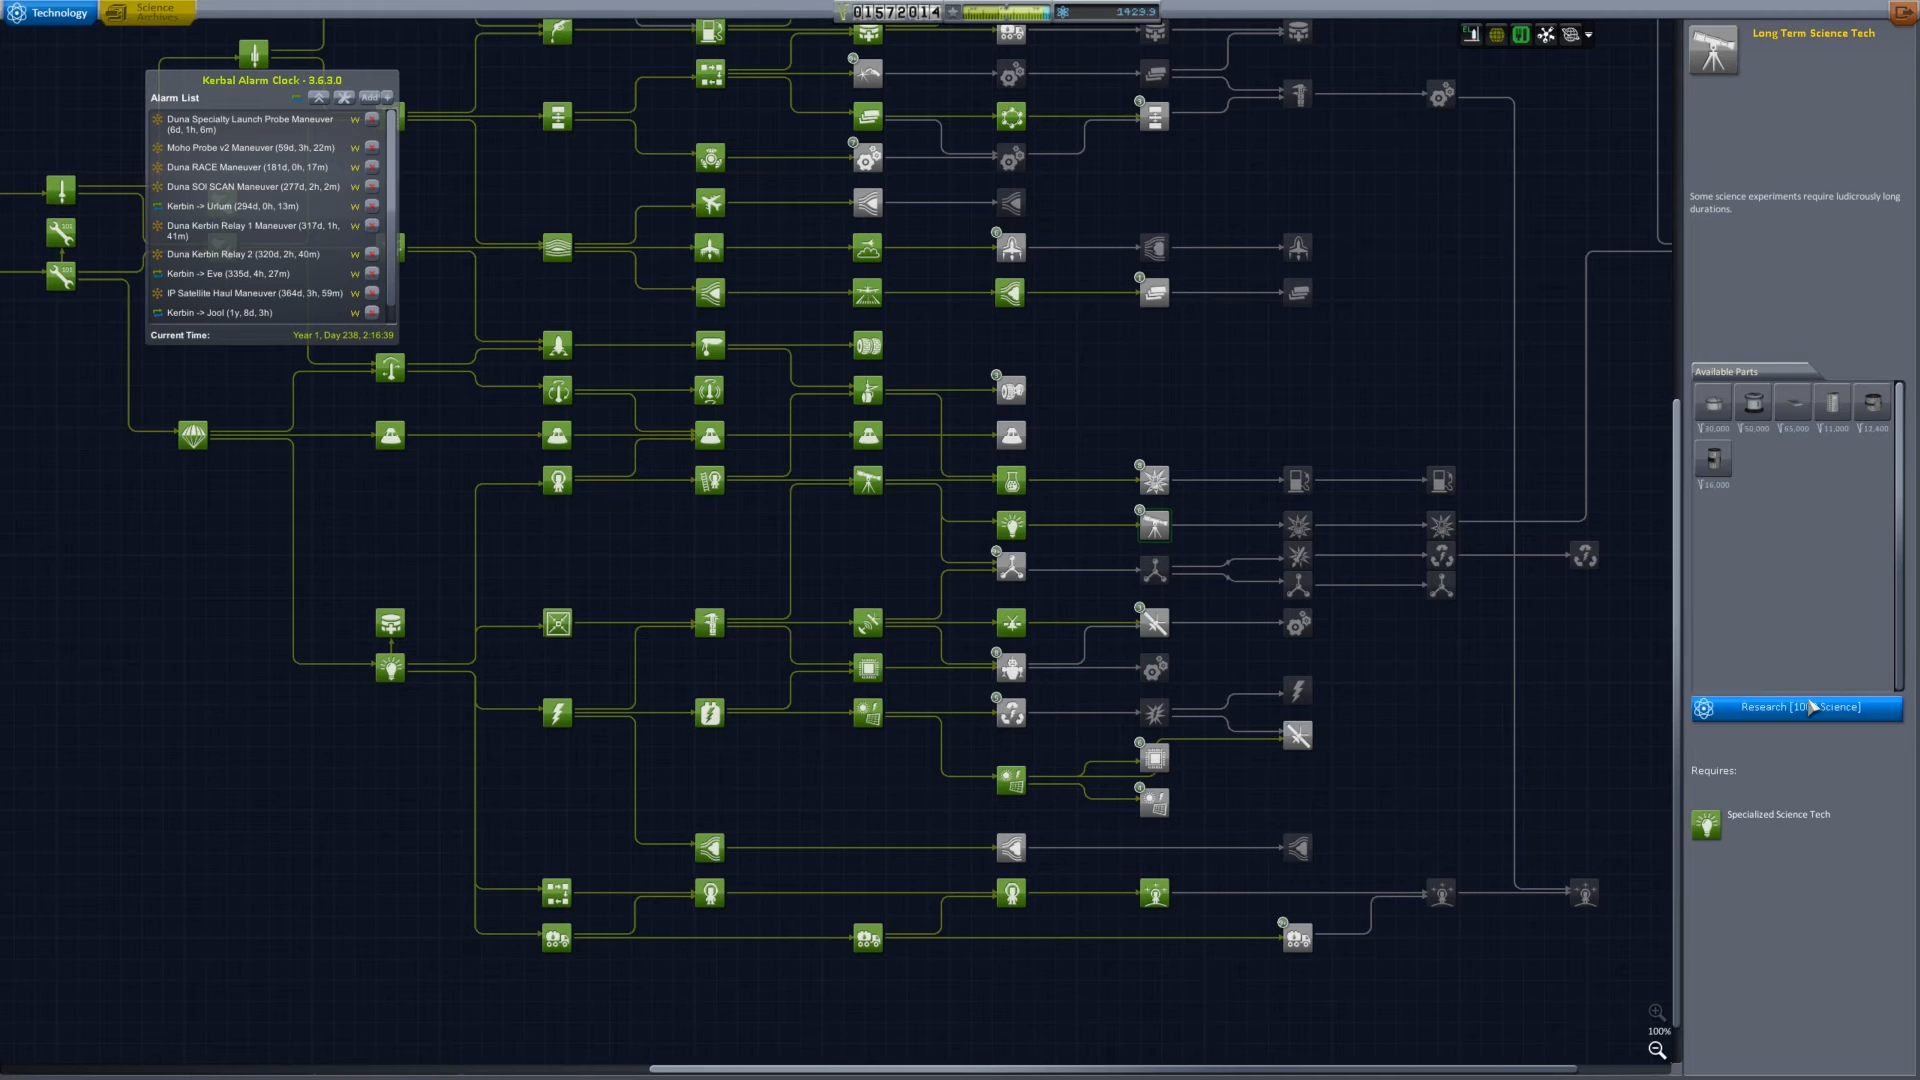 Technology
Science
Archives
01572014
1429.9
Long Term Science Tech
Kerbal Alarm Clock - 3.6.3.0
Alarm List
Add
Duna Specialty Launch Probe Maneuver
(6d, 1h, 6m)
Moho Probe v2 Maneuver (59d, 3h, 22m)
Duna RACE Maneuver (181d, 0h, 17m)
Duna SOI SCAN Maneuver (277d, 2h, 2m)
Kerbin -> Urlum (294d, 0h, 13m)
Duna Kerbin Relay 1 Maneuver (317d, 1h,
41m)
Duna Kerbin Relay 2 (320d, 2h, 40m)
Kerbin -> Eve (335d, 4h, 27m)
IP Satellite Haul Maneuver (364d, 3h, 59m)
Kerbin -> Jool (1y, 8d, 3h)
Current Time:
Year 1, Day 238, 2:16:39
Some science experiments require ludicrously long
durations.
Available Parts
30,000
50,000
65,000
11,000
12,400
16,000
Research [100 Science]
Requires:
Specialized Science Tech
100%